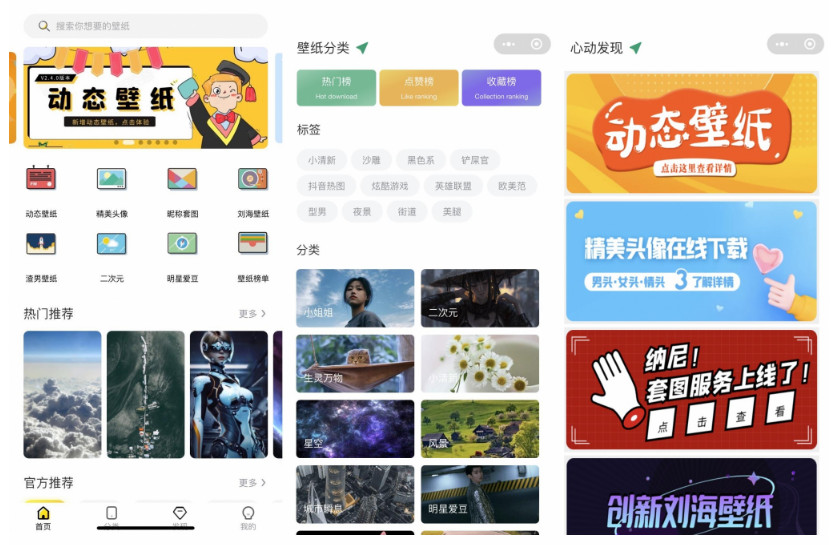 搜索你想要的壁纸
V2.4.0版本
动态壁纸
新增动态壁纸，点击体验
动态壁纸
精美头像
昵称套图
刘海壁纸
渣男壁纸
二次元
明星爱豆
壁纸榜单
热门推荐
更多
官方推荐
更多
首页
我的
壁纸分类
热门榜
Hot download
点赞榜
Like ranking
收藏榜
Collection ranking
标签
小清新
沙雕
黑色系
铲屎官
抖音热图
炫酷游戏
英雄联盟
欧美范
型男
夜景
街道
美腿
分类
小姐姐
二次元
生灵万物
小清新
星空
风景
城市瞬息
明星爱豆
心动发现
动态壁纸
点击这里查看详情
精美头像在线下载
男头·女头·情头
3
了解详情
纳尼！
套图服务上线了！
点击查看
创新刘海壁纸